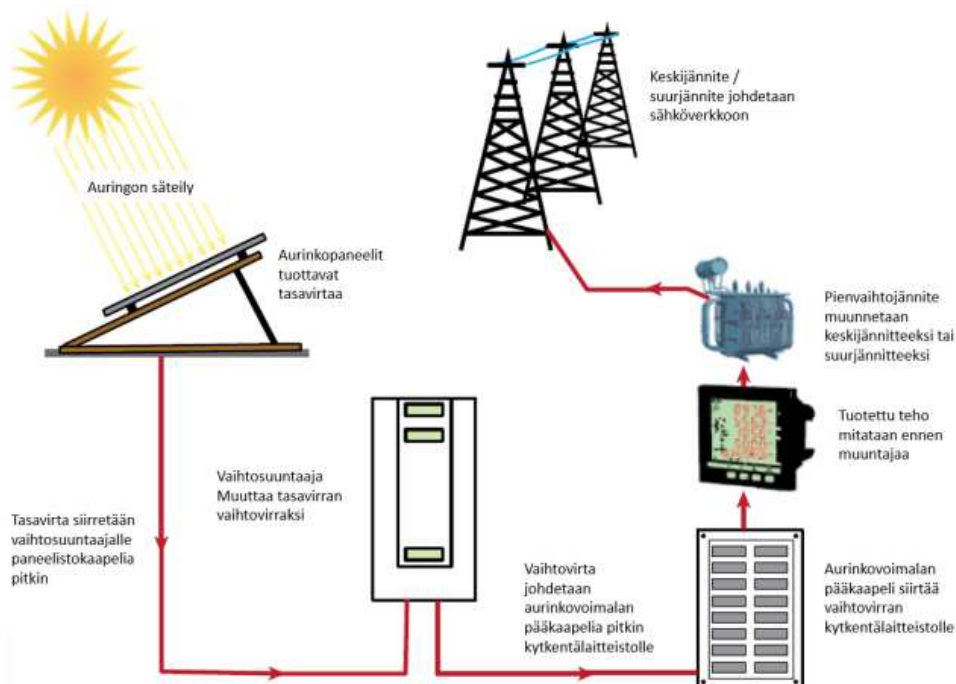 Auringon säteily
Aurinkopaneelit
tuottavat
tasavirtaa
Tasavirta siirretään
vaihtosuuntaajalle
paneelistokaapelia
pitkin
Vaihtosuuntaaja
Muuttaa tasavirran
vaihtovirraksi
Vaihtovirta
johdetaan
aurinkovoimalan
pääkaapelia pitkin
kytkentälaitteistolle
Aurinkovoimalan
pääkaapeli siirtää
vaihtovirran
kytkentälaitteistolle
Tuotettu teho
mitataan ennen
muuntajaa
Pienvaihtojännite
muunnetaan
keskijännitteeksi tai
suurjännitteeksi
Keskijännite /
suurjännite johdetaan
sähköverkkoon